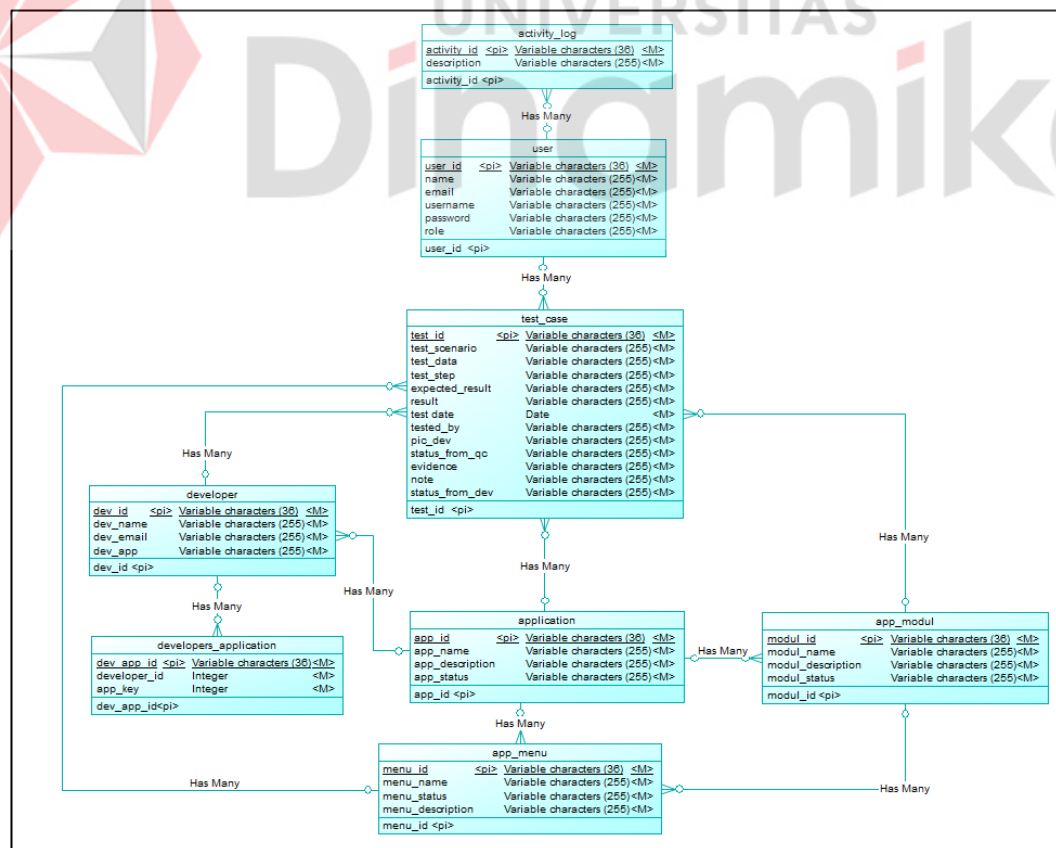 UNIVERSITAS
Dinamika
activity_log
activity_id <pi> Variable characters (36) <M>
description Variable characters (255) <M>
activity_id <pi>
Has Many
user
user_id <pi> Variable characters (36) <M>
name Variable characters (255) <M>
email Variable characters (255) <M>
username Variable characters (255) <M>
password Variable characters (255) <M>
role Variable characters (255) <M>
user_id <pi>
Has Many
test_case
test_id <pi> Variable characters (36) <M>
test_scenario Variable characters (255) <M>
test_data Variable characters (255) <M>
test_step Variable characters (255) <M>
expected_result Variable characters (255) <M>
result Variable characters (255) <M>
test date Date <M>
tested_by Variable characters (255) <M>
pic_dev Variable characters (255) <M>
status_from_qc Variable characters (255) <M>
evidence Variable characters (255) <M>
note Variable characters (255) <M>
status_from_dev Variable characters (255) <M>
test_id <pi>
Has Many
developer
dev_id <pi> Variable characters (36) <M>
dev_name Variable characters (255) <M>
dev_email Variable characters (255) <M>
dev_app Variable characters (255) <M>
dev_id <pi>
Has Many
Has Many
Has Many
Has Many
developers_application
dev_app_id <pi> Variable characters (36) <M>
developer_id Integer <M>
app_key Integer <M>
dev_app_id<pi>
application
app_id <pi> Variable characters (36) <M>
app_name Variable characters (255) <M>
app_description Variable characters (255) <M>
app_status Variable characters (255) <M>
app_id <pi>
Has Many
app_modul
modul_id <pi> Variable characters (36) <M>
modul_name Variable characters (255) <M>
modul_description Variable characters (255) <M>
modul_status Variable characters (255) <M>
modul_id <pi>
Has Many
app_menu
menu_id <pi> Variable characters (36) <M>
menu_name Variable characters (255) <M>
menu_status Variable characters (255) <M>
menu_description Variable characters (255) <M>
menu_id <pi>
Has Many
Has Many